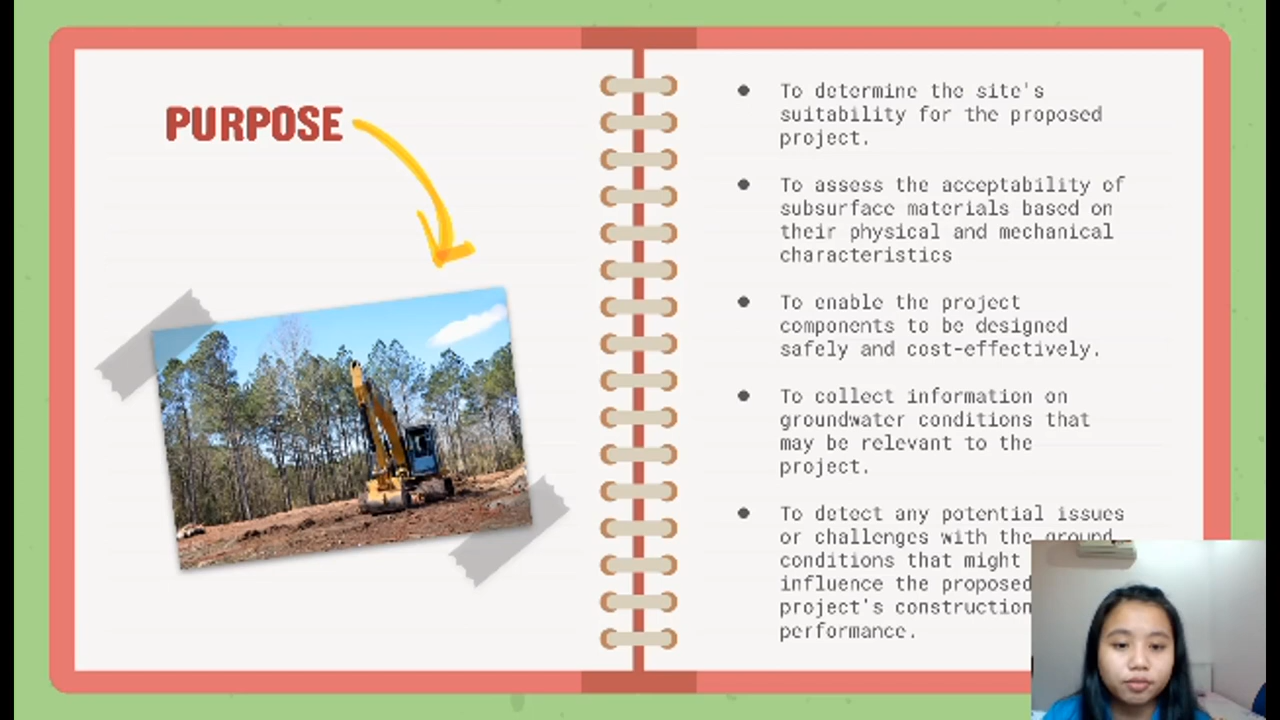 PURPOSE
To determine the site's
suitability for the proposed
project.
To assess the acceptability of
subsurface materials based on
their physical and mechanical
characteristics
To enable the project
components to be designed
safely and cost-effectively.
To collect information on
groundwater conditions that
may be relevant to the
project.
To detect any potential issues
or challenges with the ground
conditions that might
influence the proposed
project's construction
performance.